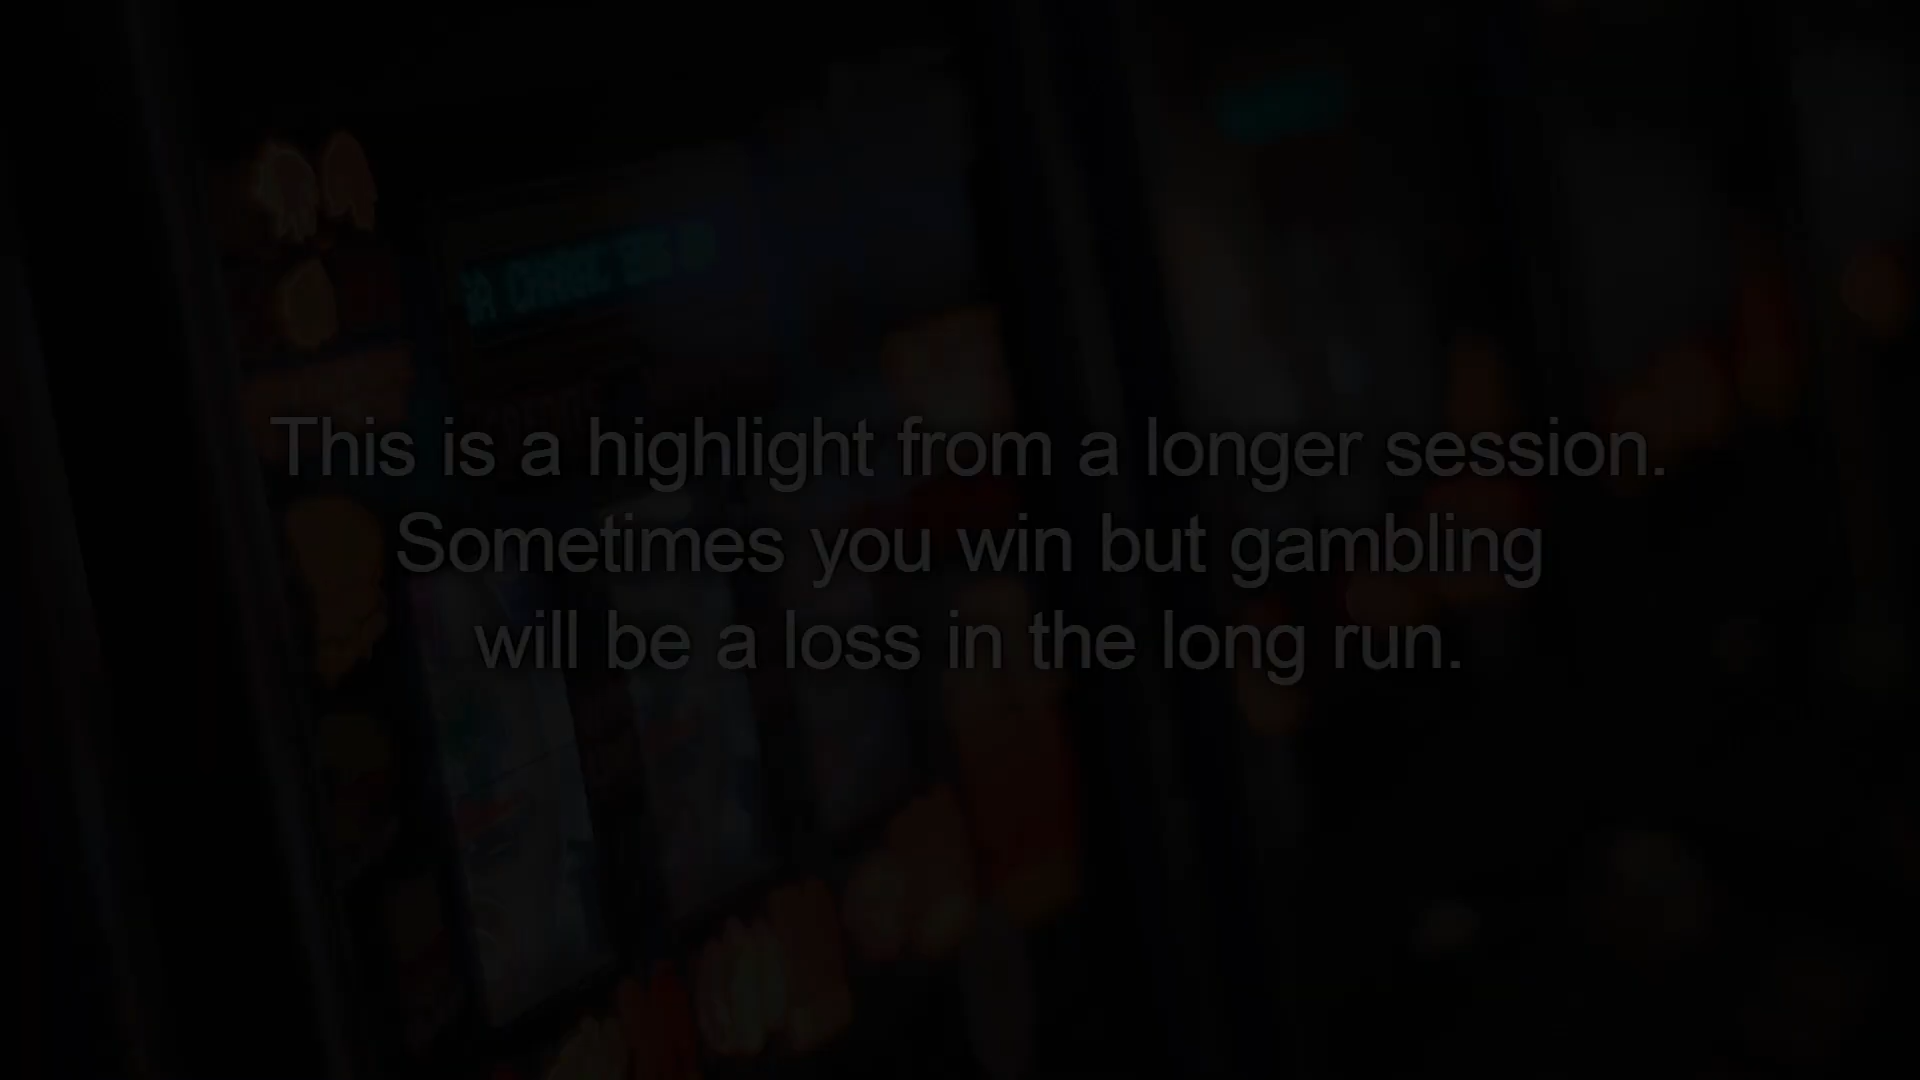 This is a highlight from a longer session.
Sometimes you win but gambling
will be a loss in the long run.